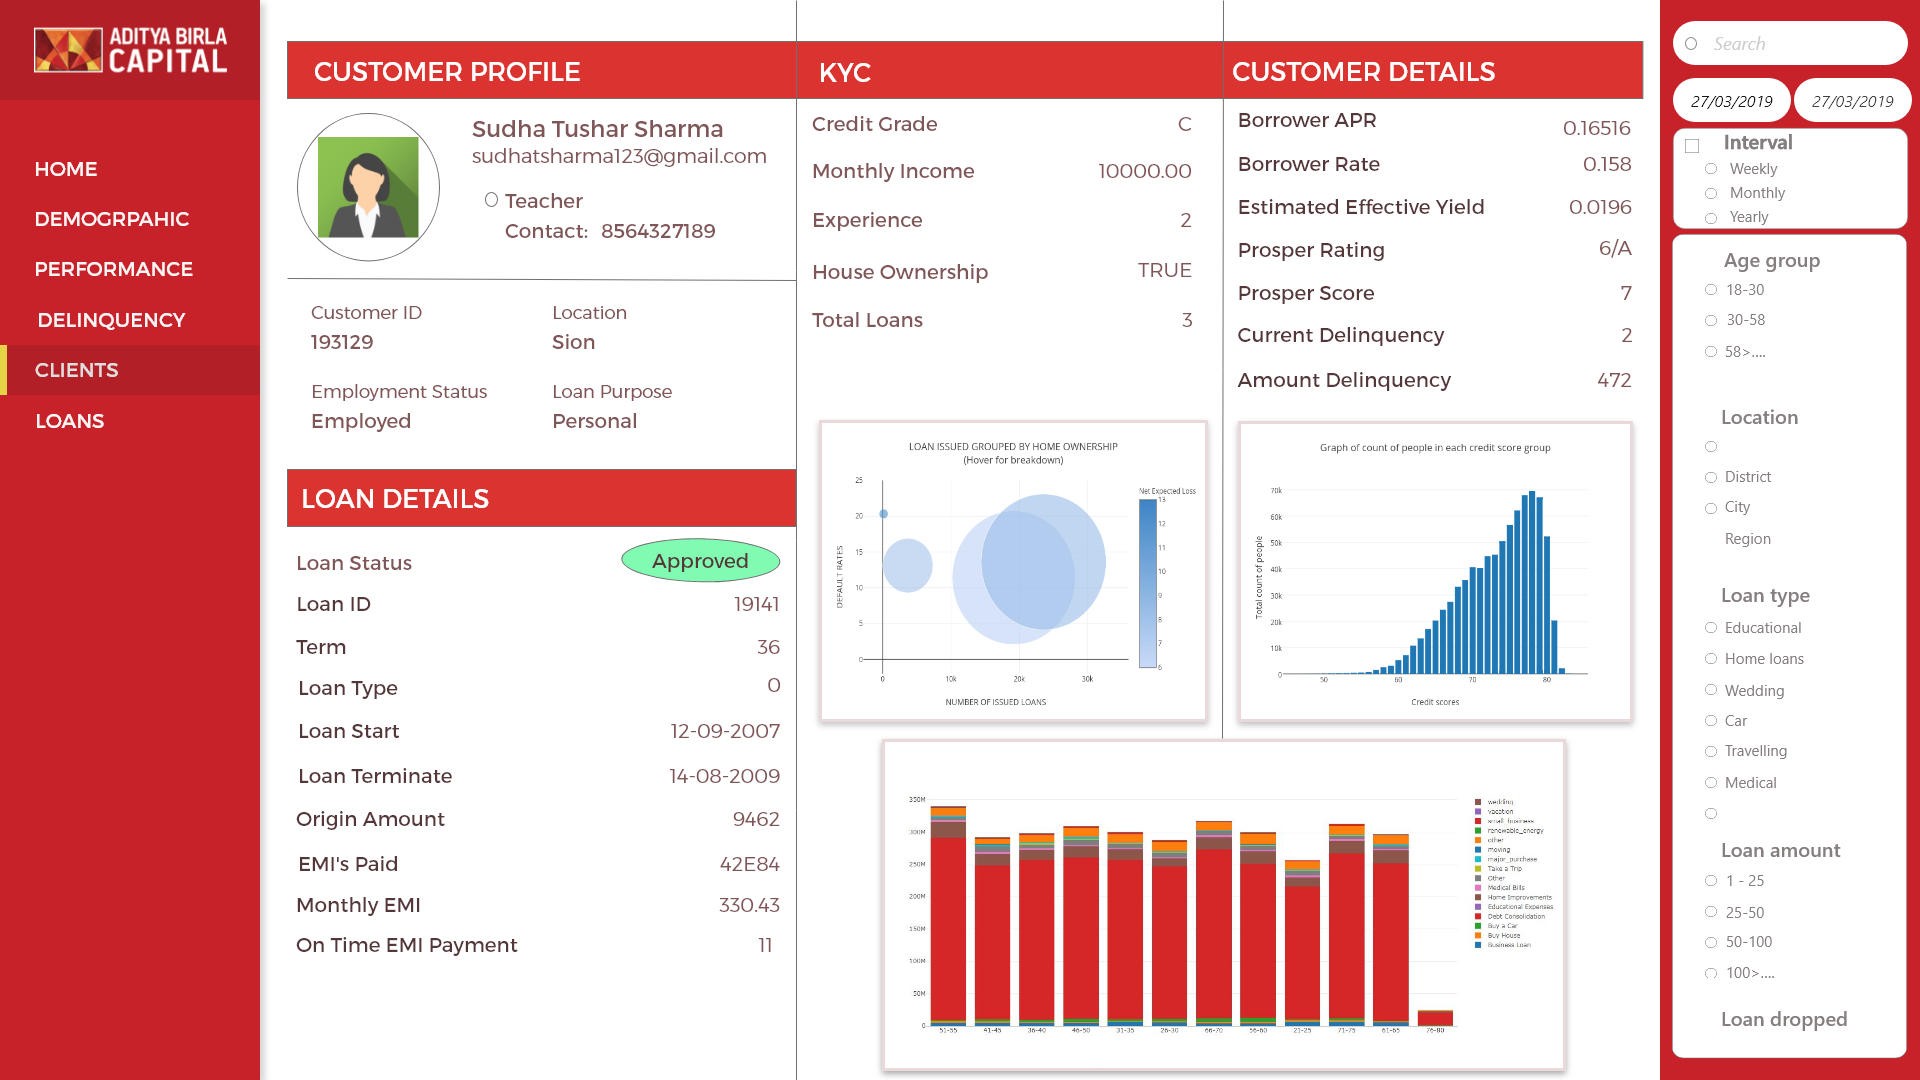 ADITYA BIRLA
CAPITAL
HOME
DEMOGRPAHIC
PERFORMANCE
DELINQUENCY
CLIENTS
LOANS
CUSTOMER PROFILE
Sudha Tushar Sharma
sudhatsharma123@gmail.com
Teacher
Contact: 8564327189
Customer ID
193129
Location
Sion
Employment Status
Employed
Loan Purpose
Personal
LOAN DETAILS
Loan Status Approved
Loan ID 19141
Term 36
Loan Type 0
Loan Start 12-09-2007
Loan Terminate 14-08-2009
Origin Amount 9462
EMI's Paid 42E84
Monthly EMI 330.43
On Time EMI Payment 11
KYC
Credit Grade C
Monthly Income 10000.00
Experience 2
House Ownership TRUE
Total Loans 3
CUSTOMER DETAILS
Borrower APR 0.16516
Borrower Rate 0.158
Estimated Effective Yield 0.0196
Prosper Rating 6/A
Prosper Score 7
Current Delinquency 2
Amount Delinquency 472
LOAN ISSUED GROUPED BY HOME OWNERSHIP
(Hover for breakdown)
DEFAULT RATES
25
20
15
10
5
0
0 10k 20k 30k
NUMBER OF ISSUED LOANS
Net Expected Loss
13
12
11
10
9
8
7
6
Graph of count of people in each credit score group
Total count of people
70k
60k
50k
40k
30k
20k
10k
0
50 60 70 80
Credit scores
350M
300M
250M
200M
150M
100M
50M
0
51-55 41-45 36-40 46-50 31-35 26-30 66-70 56-60 21-25 71-75 61-65 76-80
wedding
vacation
small_business
renewable_energy
other
moving
major_purchase
Take a Trip
Other
Medical Bills
Home Improvements
Educational Expenses
Debt Consolidation
Buy a Car
Buy House
Business Loan
Search
27/03/2019 27/03/2019
Interval
Weekly
Monthly
Yearly
Age group
18-30
30-58
58>....
Location
District
City
Region
Loan type
Educational
Home loans
Wedding
Car
Travelling
Medical
Loan amount
1 - 25
25-50
50-100
100>....
Loan dropped